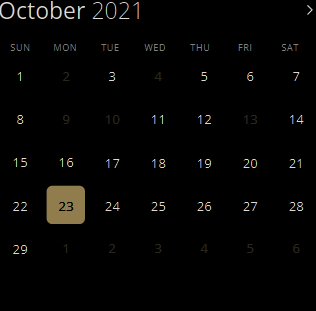 October 2021
SUN MON TUE WED THU FRI SAT
1 2 3 4 5 6 7
8 9 10 11 12 13 14
15 16 17 18 19 20 21
22 23 24 25 26 27 28
29 1 2 3 4 5 6